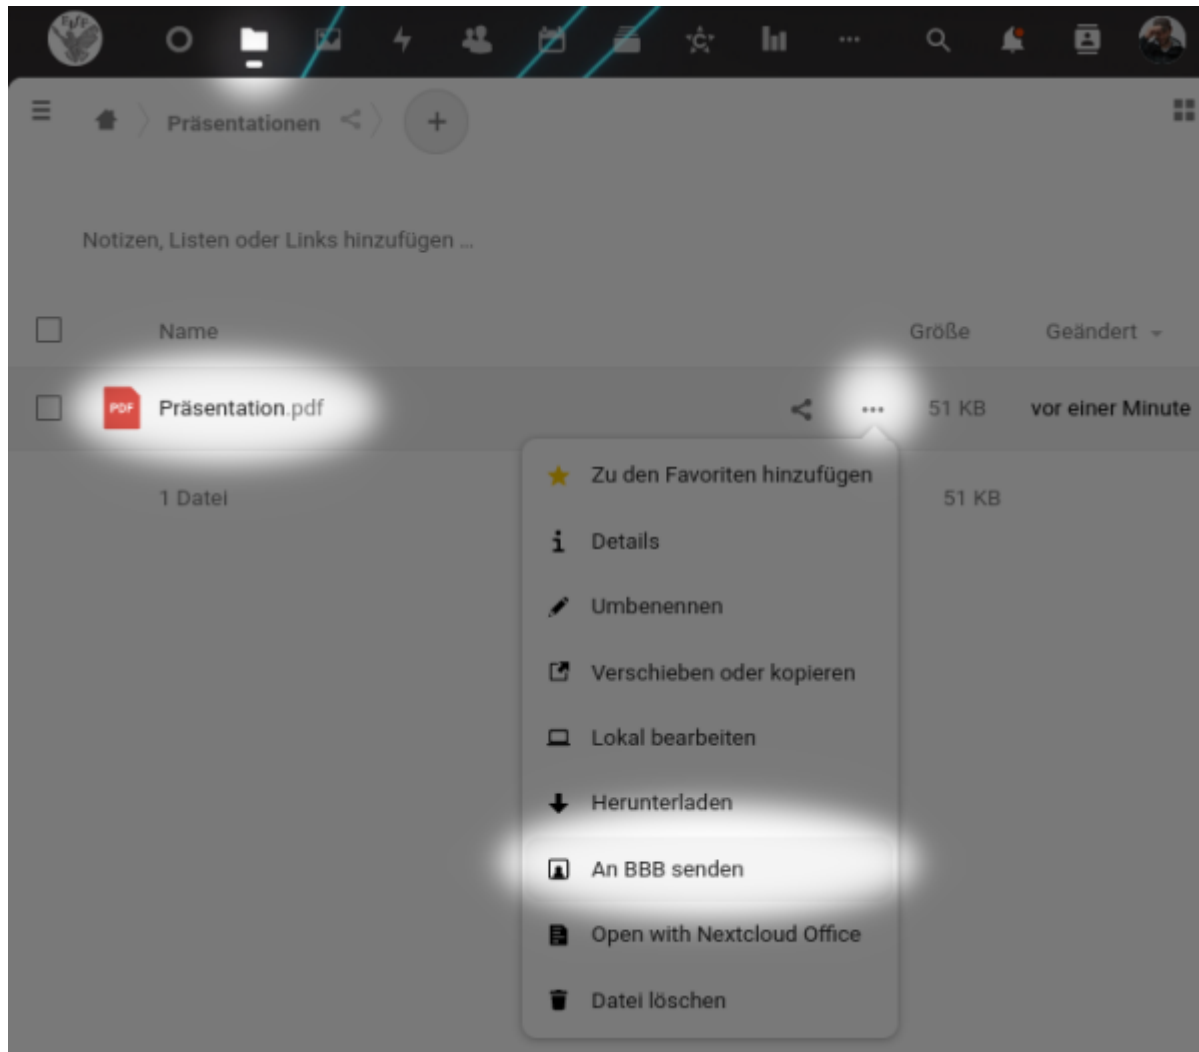 FIfF
Präsentationen
Notizen, Listen oder Links hinzufügen …
Name Größe Geändert
PDF Präsentation.pdf ... 51 KB vor einer Minute
1 Datei 51 KB
Zu den Favoriten hinzufügen
Details
Umbenennen
Verschieben oder kopieren
Lokal bearbeiten
Herunterladen
An BBB senden
Open with Nextcloud Office
Datei löschen